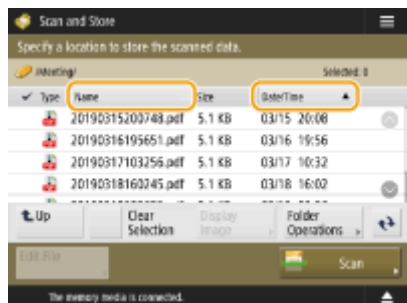 Scan and Store
Specify a location to store the scanned data.
/Meeting/ Selected: 0
Type Name Size Date/Time
20190315200748.pdf 5.1 KB 03/15 20:08
20190316195651.pdf 5.1 KB 03/16 19:56
20190317103256.pdf 5.1 KB 03/17 10:32
20190318160245.pdf 5.1 KB 03/18 16:02
Up Clear Selection Display Image Folder Operations
Edit File Scan
The memory media is connected.